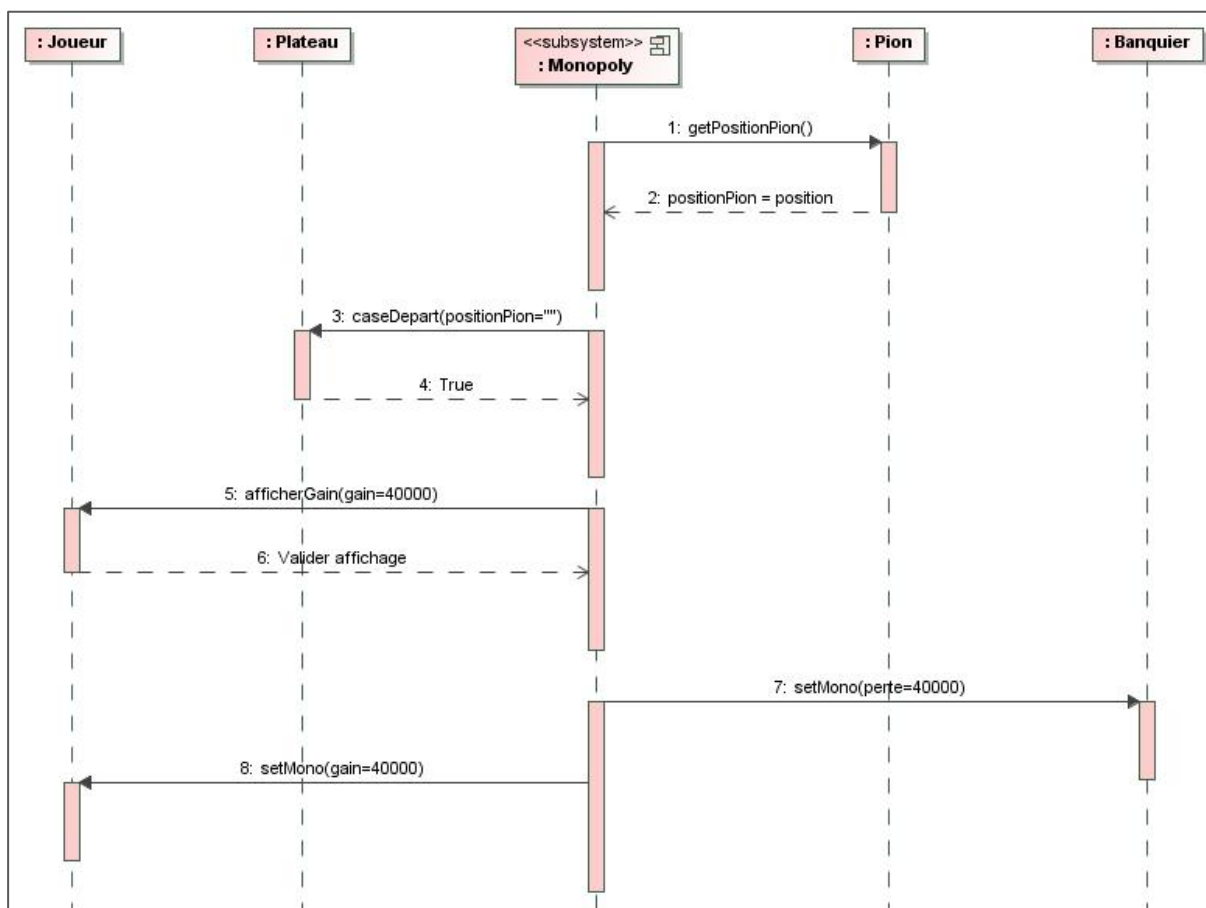 : Joueur
: Plateau
<<subsystem>>
: Monopoly
: Pion
: Banquier
1: getPositionPion()
2: positionPion = position
3: caseDepart(positionPion="")
4: True
5: afficherGain(gain=40000)
6: Valider affichage
7: setMono(perte=40000)
8: setMono(gain=40000)